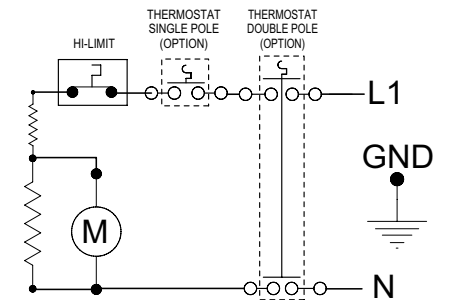 THERMOSTAT
SINGLE POLE
(OPTION)
THERMOSTAT
DOUBLE POLE
(OPTION)
HI-LIMIT
L1
GND
M
N